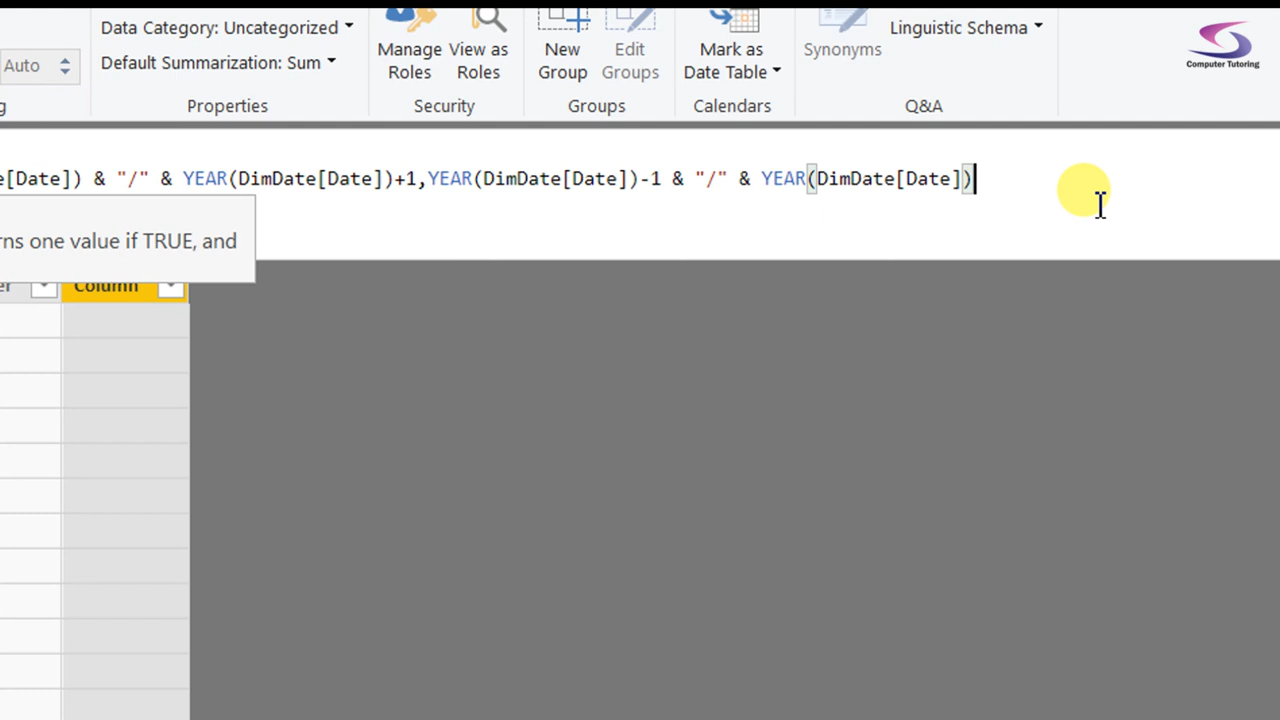 Data Category: Uncategorized
Linguistic Schema
Auto
Default Summarization: Sum
Manage Roles
View as Roles
New Group
Edit Groups
Mark as Date Table
Synonyms
Computer Tutoring
Properties
Security
Groups
Calendars
Q&A
[Date]) & "/" & YEAR(DimDate[Date])+1,YEAR(DimDate[Date])-1 & "/" & YEAR(DimDate[Date])
one value if TRUE, and
Column